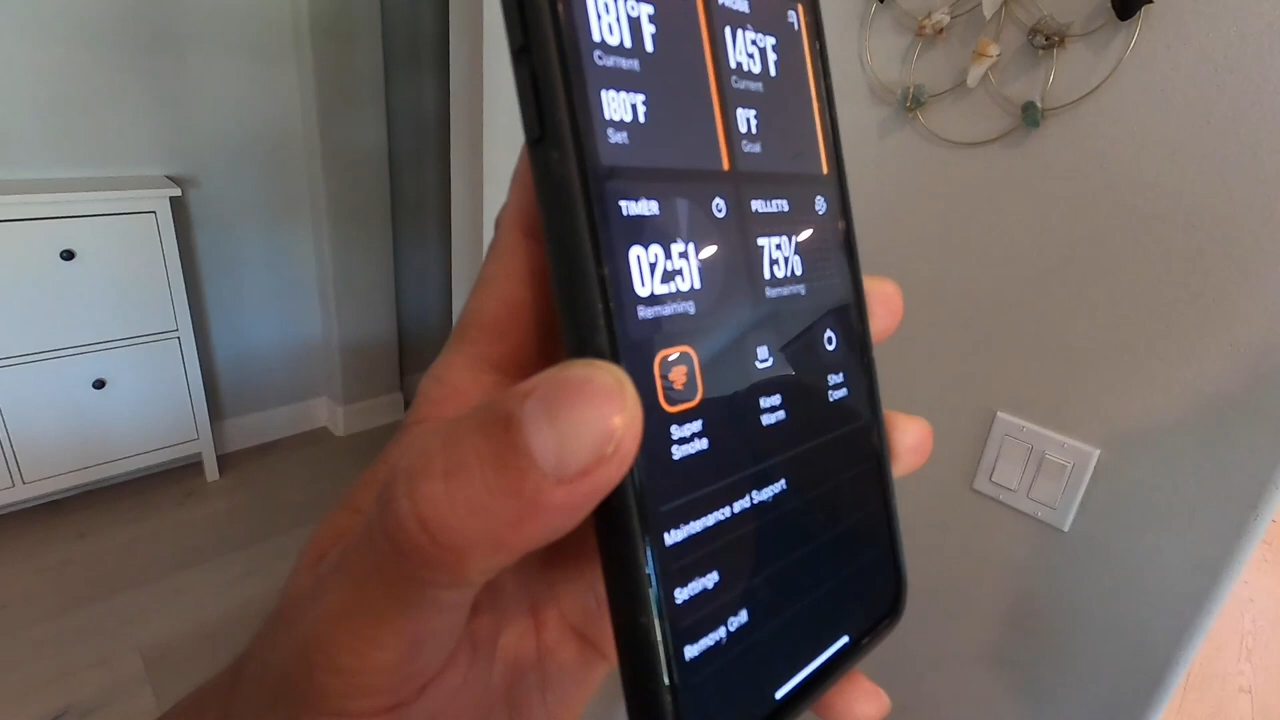 181°F
Current
180°F
Set
PROBE
145°F
Current
0°F
Goal
TIMER
02:51
Remaining
PELLETS
75%
Remaining
Super
Smoke
Keep
Warm
Shut
Down
Maintenance and Support
Settings
Remove Grill